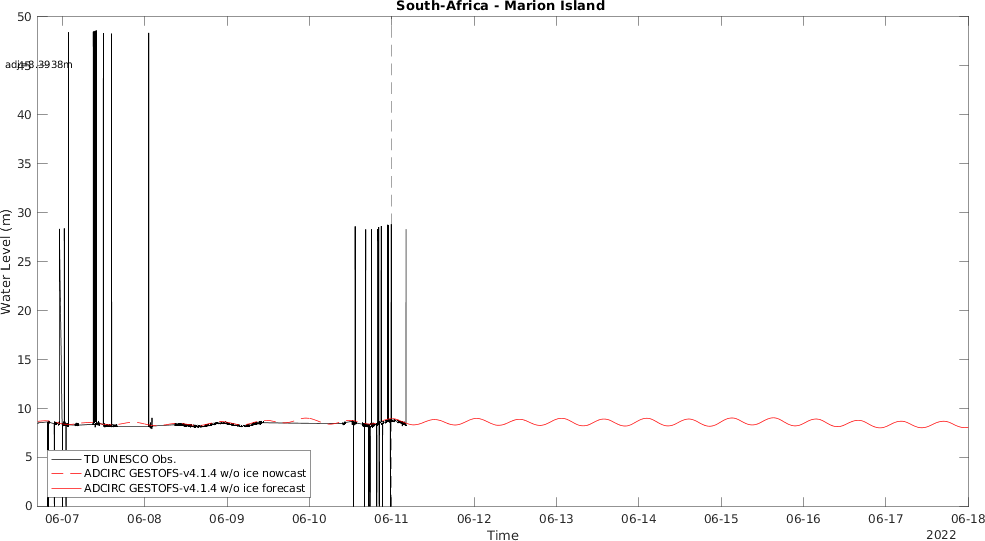 South-Africa - Marion Island
50
45
40
35
30
25
20
15
10
5
0
Water Level (m)
TD UNESCO Obs.
ADCIRC GESTOFS-v4.1.4 w/o ice nowcast
ADCIRC GESTOFS-v4.1.4 w/o ice forecast
06-07 06-08 06-09 06-10 06-11 06-12 06-13 06-14 06-15 06-16 06-17 06-18
Time
2022